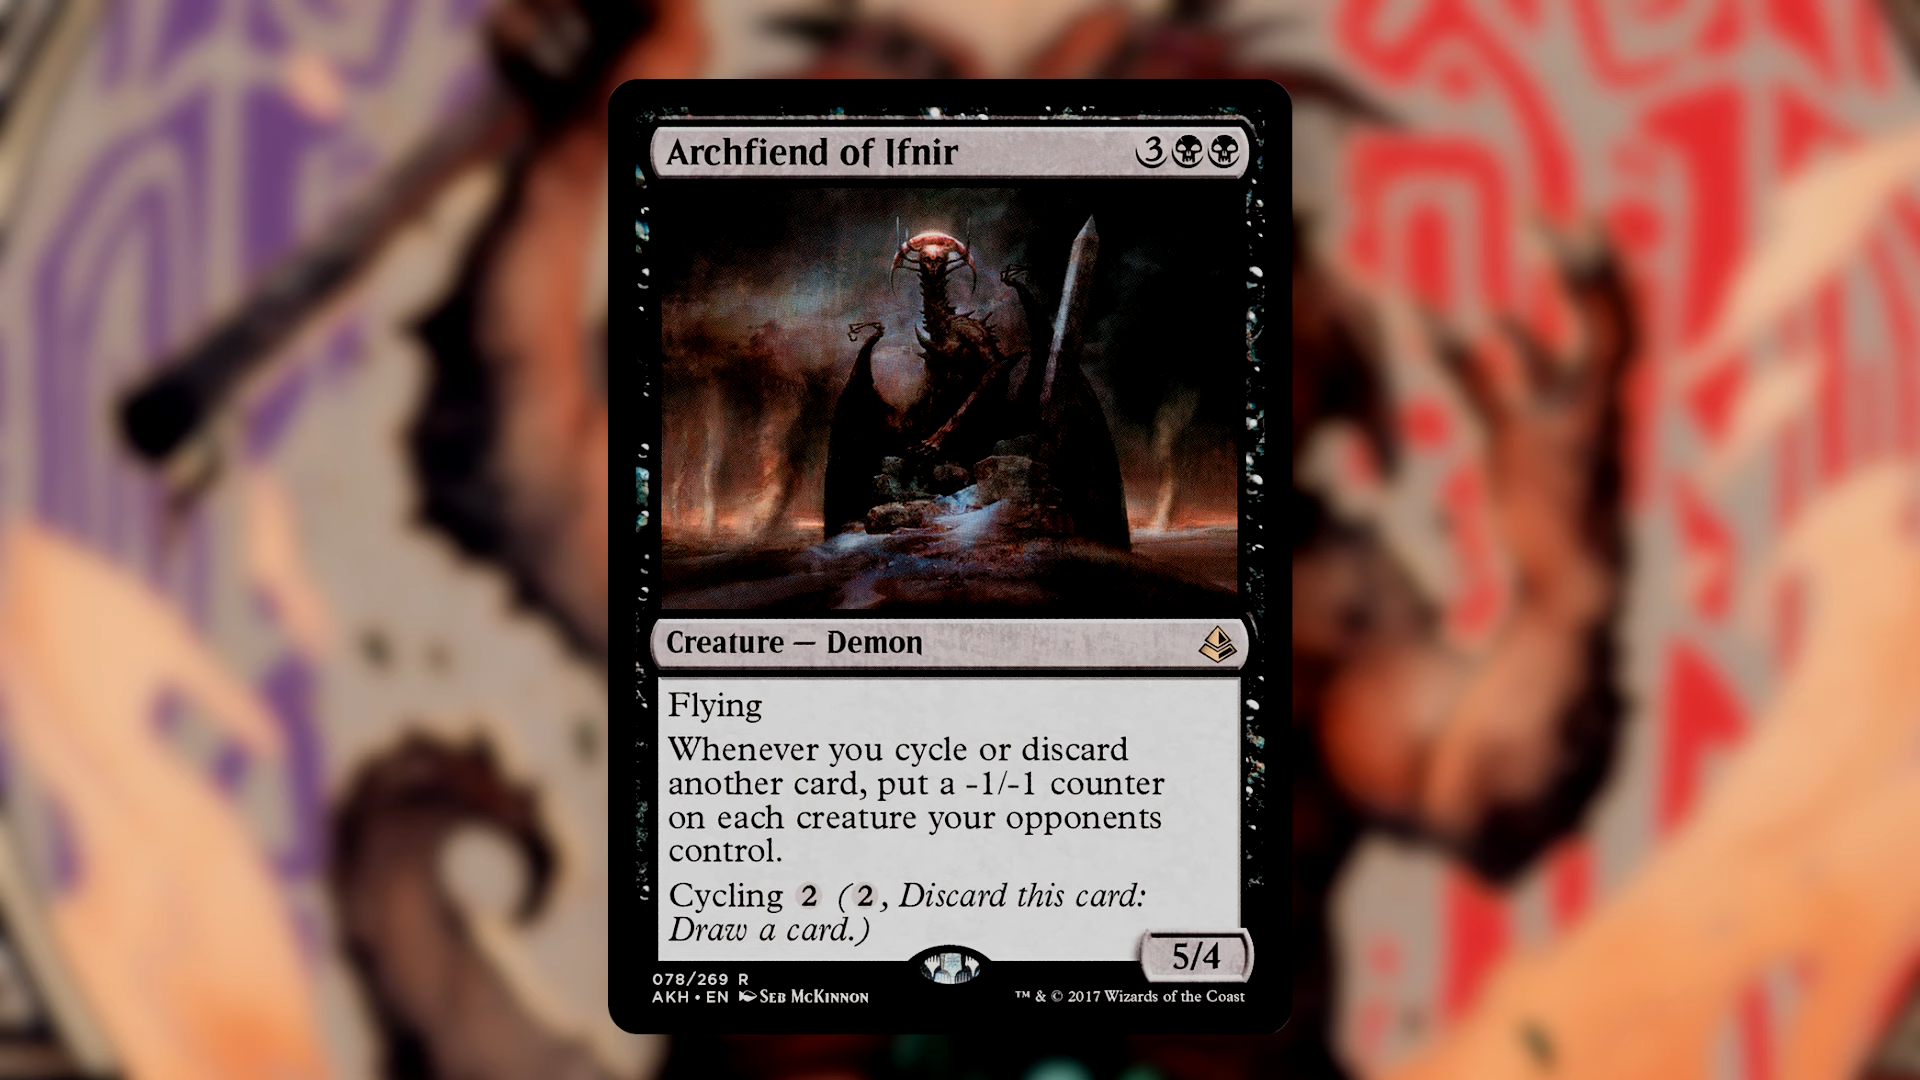 Archfiend of Ifnir 3
Creature — Demon
Flying
Whenever you cycle or discard
another card, put a -1/-1 counter
on each creature your opponents
control.
Cycling 2 (2, Discard this card:
Draw a card.)
5/4
078/269 R
AKH • EN Seb McKinnon
™ & © 2017 Wizards of the Coast